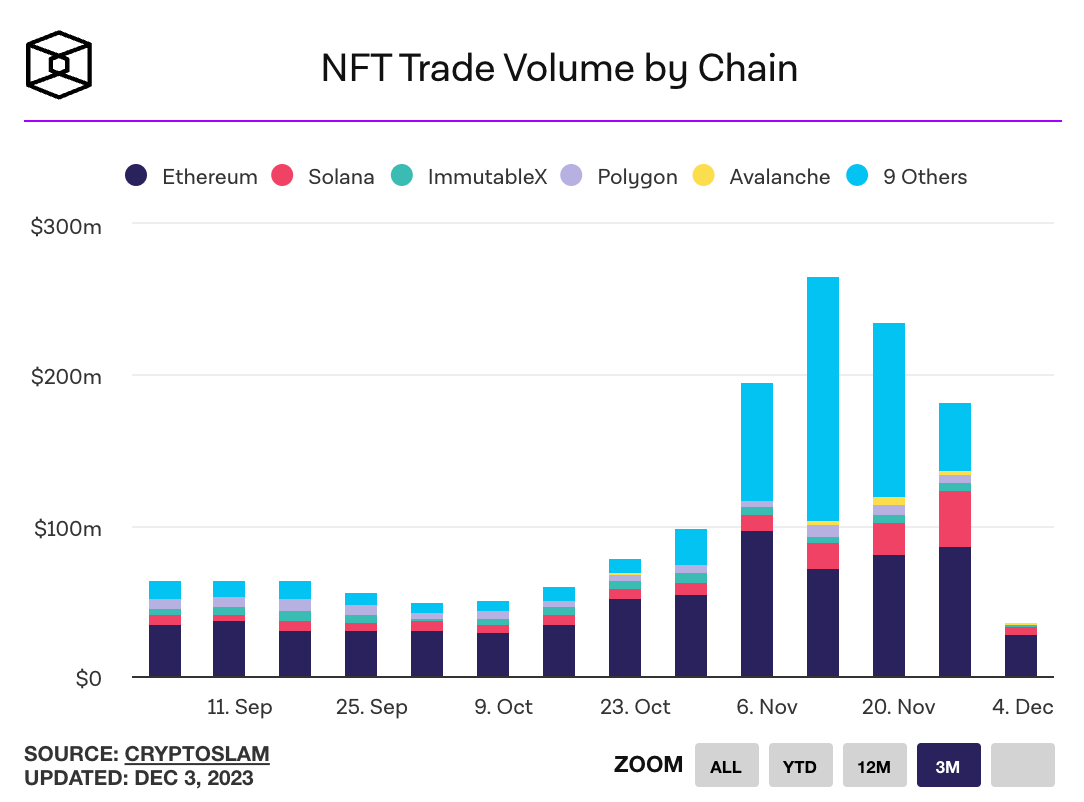 NFT Trade Volume by Chain
Ethereum Solana ImmutableX Polygon Avalanche 9 Others
$300m
$200m
$100m
$0
11. Sep 25. Sep 9. Oct 23. Oct 6. Nov 20. Nov 4. Dec
SOURCE: CRYPTOSLAM
UPDATED: DEC 3, 2023
ZOOM ALL YTD 12M 3M